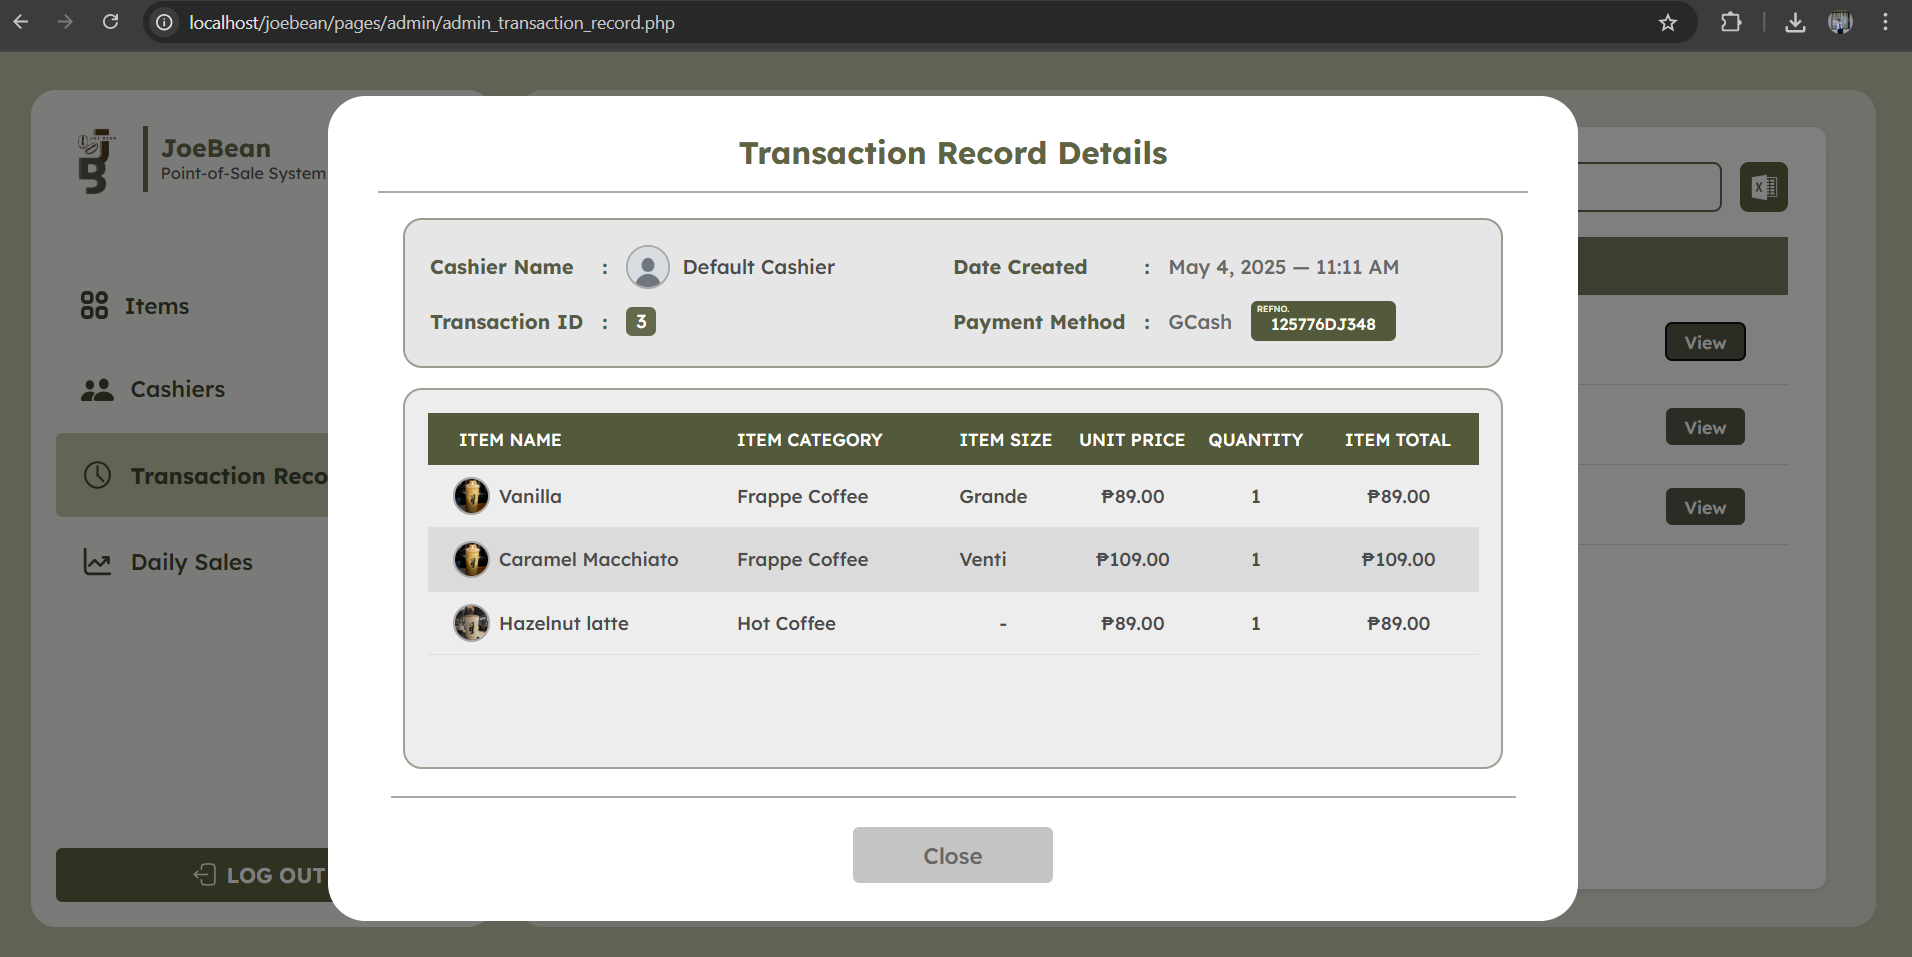 localhost/joebean/pages/admin/admin_transaction_record.php
JoeBean
Point-of-Sale System
Items
Cashiers
Transaction Reco
Daily Sales
LOG OUT
Transaction Record Details
Cashier Name : Default Cashier
Date Created : May 4, 2025 — 11:11 AM
Transaction ID : 3
Payment Method : GCash REFNO. 125776DJ348
ITEM NAME ITEM CATEGORY ITEM SIZE UNIT PRICE QUANTITY ITEM TOTAL
Vanilla Frappe Coffee Grande ₱89.00 1 ₱89.00
Caramel Macchiato Frappe Coffee Venti ₱109.00 1 ₱109.00
Hazelnut latte Hot Coffee - ₱89.00 1 ₱89.00
Close
View
View
View